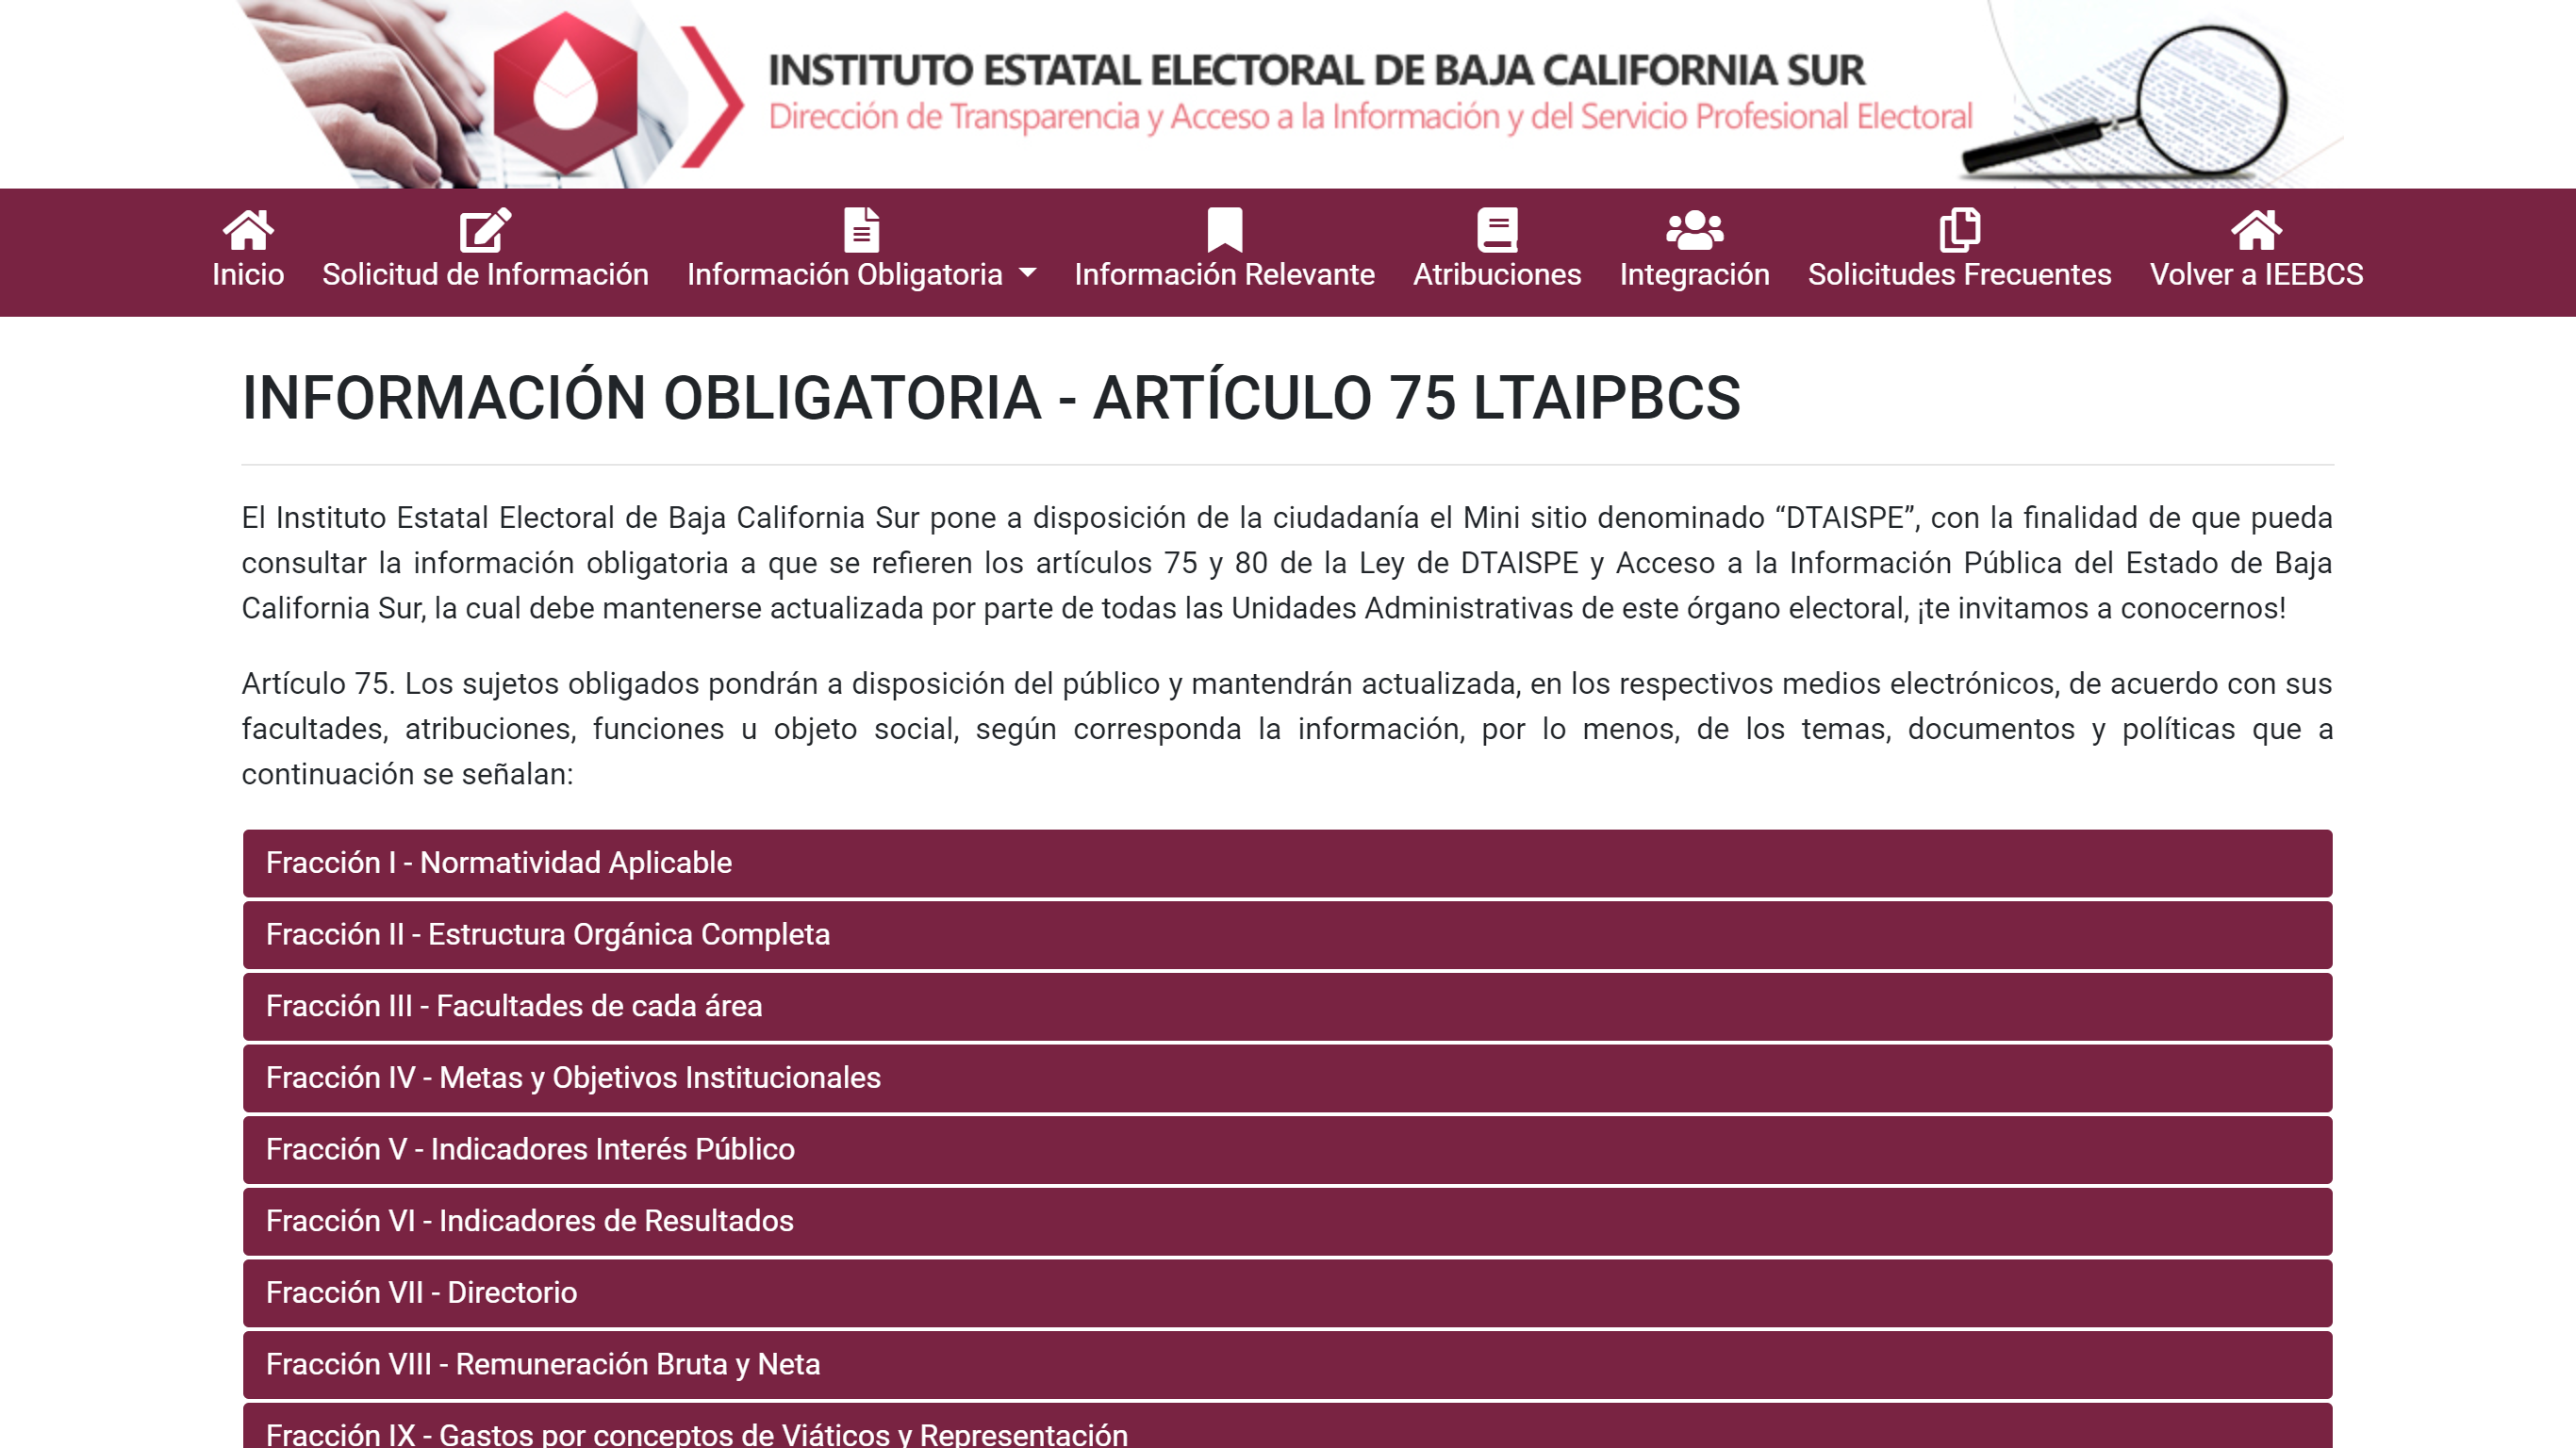 INSTITUTO ESTATAL ELECTORAL DE BAJA CALIFORNIA SUR
Dirección de Transparencia y Acceso a la Información y del Servicio Profesional Electoral
Inicio
Solicitud de Información
Información Obligatoria
Información Relevante
Atribuciones
Integración
Solicitudes Frecuentes
Volver a IEEBCS
INFORMACIÓN OBLIGATORIA - ARTÍCULO 75 LTAIPBCS
El Instituto Estatal Electoral de Baja California Sur pone a disposición de la ciudadanía el Mini sitio denominado “DTAISPE”, con la finalidad de que pueda
consultar la información obligatoria a que se refieren los artículos 75 y 80 de la Ley de DTAISPE y Acceso a la Información Pública del Estado de Baja
California Sur, la cual debe mantenerse actualizada por parte de todas las Unidades Administrativas de este órgano electoral, ¡te invitamos a conocernos!
Artículo 75. Los sujetos obligados pondrán a disposición del público y mantendrán actualizada, en los respectivos medios electrónicos, de acuerdo con sus
facultades, atribuciones, funciones u objeto social, según corresponda la información, por lo menos, de los temas, documentos y políticas que a
continuación se señalan:
Fracción I - Normatividad Aplicable
Fracción II - Estructura Orgánica Completa
Fracción III - Facultades de cada área
Fracción IV - Metas y Objetivos Institucionales
Fracción V - Indicadores Interés Público
Fracción VI - Indicadores de Resultados
Fracción VII - Directorio
Fracción VIII - Remuneración Bruta y Neta
Fracción IX - Gastos por conceptos de Viáticos y Representación